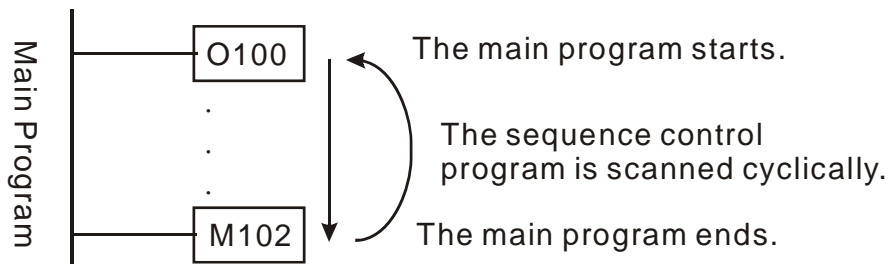 Main Program
O100
The main program starts.
The sequence control
program is scanned cyclically.
M102
The main program ends.